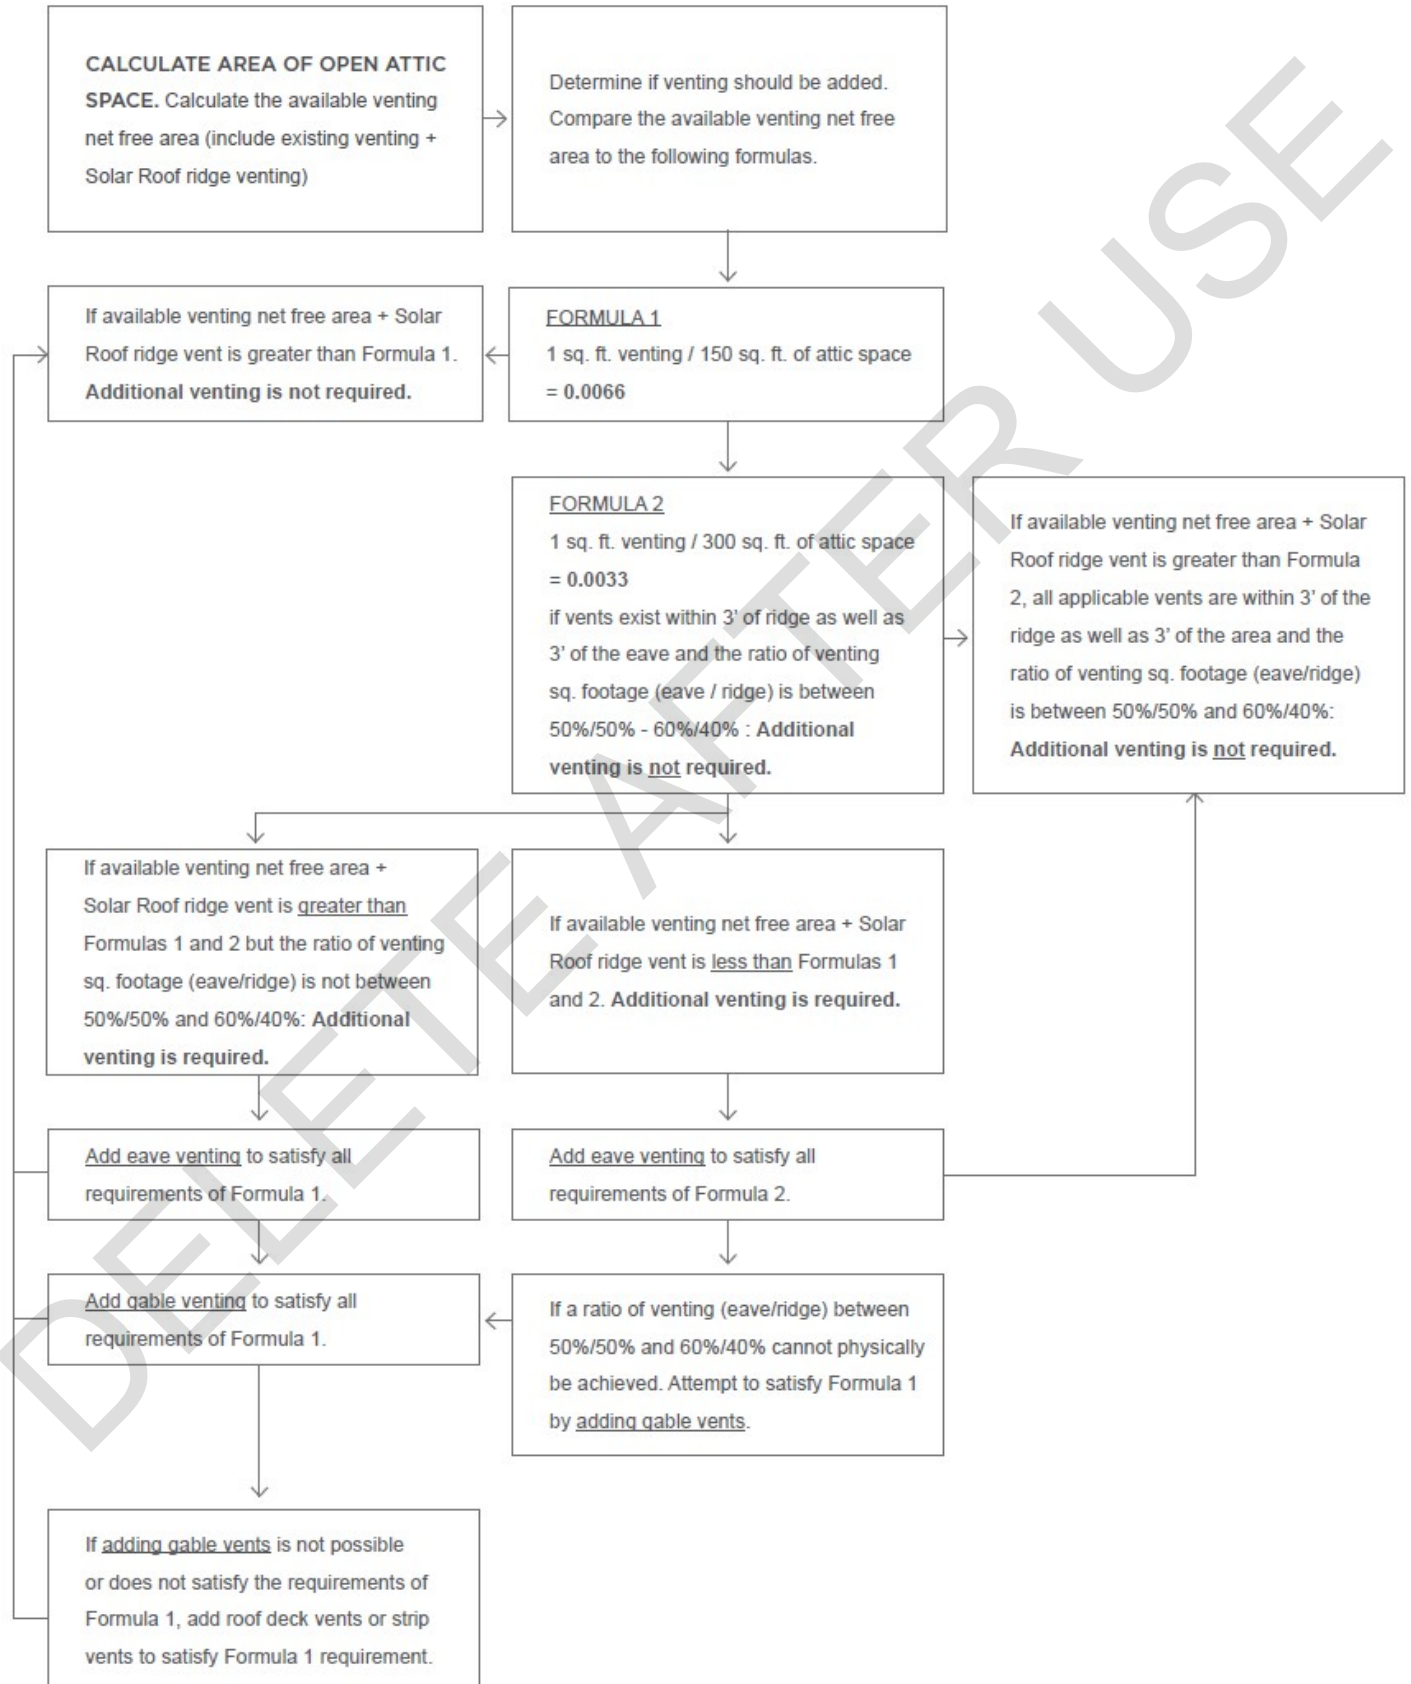 CALCULATE AREA OF OPEN ATTIC
SPACE. Calculate the available venting
net free area (include existing venting +
Solar Roof ridge venting)
Determine if venting should be added.
Compare the available venting net free
area to the following formulas.
If available venting net free area + Solar
Roof ridge vent is greater than Formula 1.
Additional venting is not required.
FORMULA 1
1 sq. ft. venting / 150 sq. ft. of attic space
= 0.0066
FORMULA 2
1 sq. ft. venting / 300 sq. ft. of attic space
= 0.0033
if vents exist within 3' of ridge as well as
3' of the eave and the ratio of venting
sq. footage (eave / ridge) is between
50%/50% - 60%/40% : Additional
venting is not required.
If available venting net free area + Solar
Roof ridge vent is greater than Formula
2, all applicable vents are within 3' of the
ridge as well as 3' of the area and the
ratio of venting sq. footage (eave/ridge)
is between 50%/50% and 60%/40%:
Additional venting is not required.
If available venting net free area +
Solar Roof ridge vent is greater than
Formulas 1 and 2 but the ratio of venting
sq. footage (eave/ridge) is not between
50%/50% and 60%/40%: Additional
venting is required.
If available venting net free area + Solar
Roof ridge vent is less than Formulas 1
and 2. Additional venting is required.
Add eave venting to satisfy all
requirements of Formula 1.
Add eave venting to satisfy all
requirements of Formula 2.
Add gable venting to satisfy all
requirements of Formula 1.
If a ratio of venting (eave/ridge) between
50%/50% and 60%/40% cannot physically
be achieved. Attempt to satisfy Formula 1
by adding gable vents.
If adding gable vents is not possible
or does not satisfy the requirements of
Formula 1, add roof deck vents or strip
vents to satisfy Formula 1 requirement.
DELETE AFTER USE